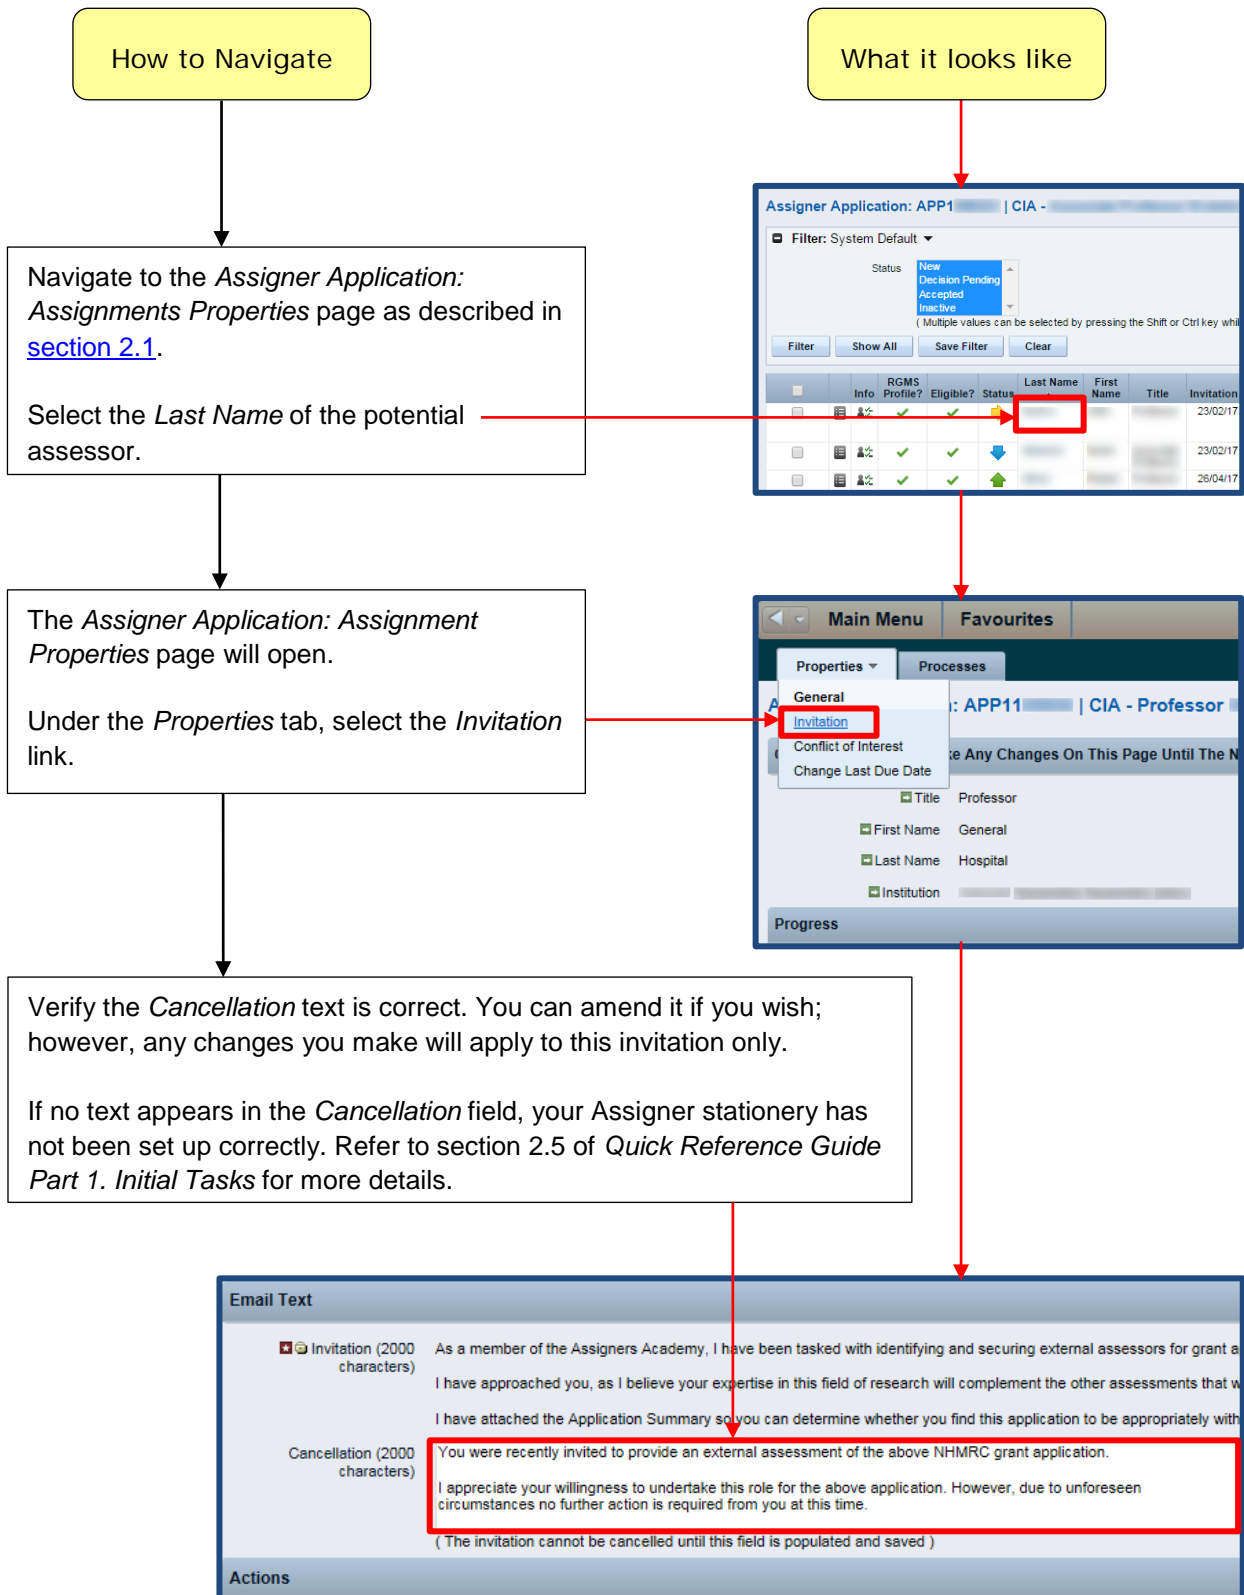 How to Navigate
What it looks like
Navigate to the Assigner Application:
Assignments Properties page as described in
section 2.1.
Select the Last Name of the potential
assessor.
Assigner Application: APP1 | CIA -
Filter: System Default
Status
New
Decision Pending
Accepted
Inactive
( Multiple values can be selected by pressing the Shift or Ctrl key whil
Filter Show All Save Filter Clear
Info RGMS Profile? Eligible? Status Last Name First Name Title Invitation
23/02/17
23/02/17
26/04/17
The Assigner Application: Assignment
Properties page will open.
Under the Properties tab, select the Invitation
link.
Main Menu Favourites
Properties Processes
General
Invitation
Conflict of Interest
Change Last Due Date
A : APP11 | CIA - Professor
ke Any Changes On This Page Until The N
Title Professor
First Name General
Last Name Hospital
Institution
Progress
Verify the Cancellation text is correct. You can amend it if you wish;
however, any changes you make will apply to this invitation only.
If no text appears in the Cancellation field, your Assigner stationery has
not been set up correctly. Refer to section 2.5 of Quick Reference Guide
Part 1. Initial Tasks for more details.
Email Text
Invitation (2000
characters)
As a member of the Assigners Academy, I have been tasked with identifying and securing external assessors for grant a
I have approached you, as I believe your expertise in this field of research will complement the other assessments that w
I have attached the Application Summary so you can determine whether you find this application to be appropriately with
Cancellation (2000
characters)
You were recently invited to provide an external assessment of the above NHMRC grant application.
I appreciate your willingness to undertake this role for the above application. However, due to unforeseen
circumstances no further action is required from you at this time.
( The invitation cannot be cancelled until this field is populated and saved )
Actions